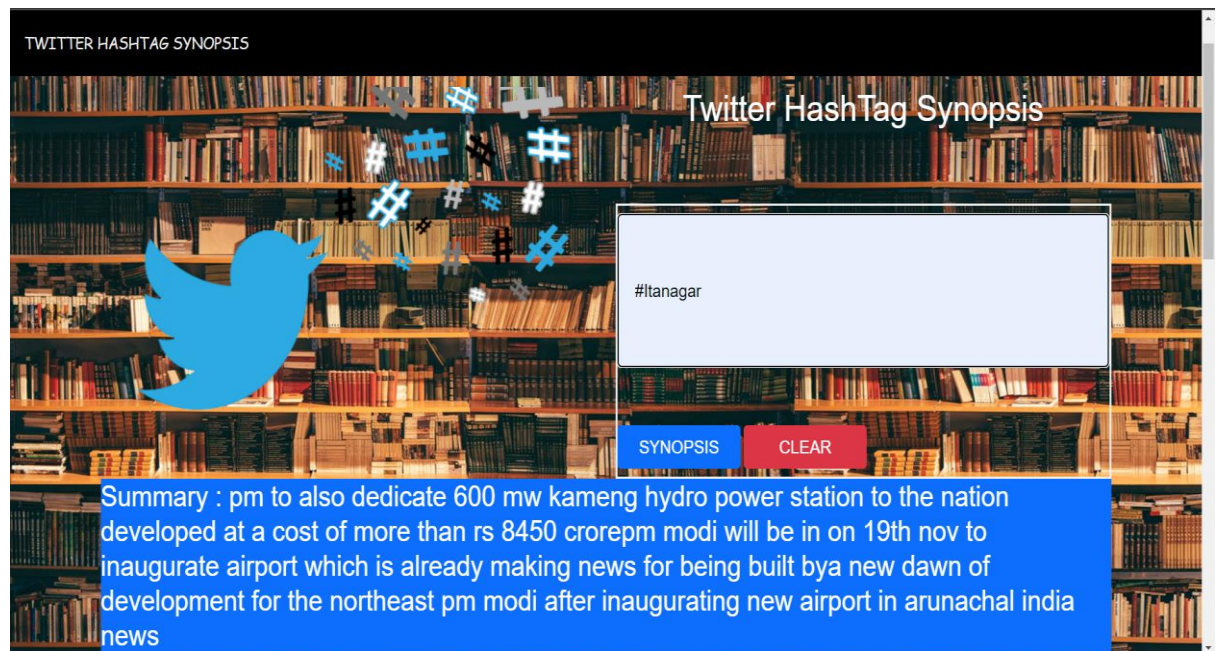 TWITTER HASHTAG SYNOPSIS
Twitter HashTag Synopsis
#Itanagar
SYNOPSIS
CLEAR
Summary : pm to also dedicate 600 mw kameng hydro power station to the nation
developed at a cost of more than rs 8450 crorepm modi will be in on 19th nov to
inaugurate airport which is already making news for being built bya new dawn of
development for the northeast pm modi after inaugurating new airport in arunachal india
news